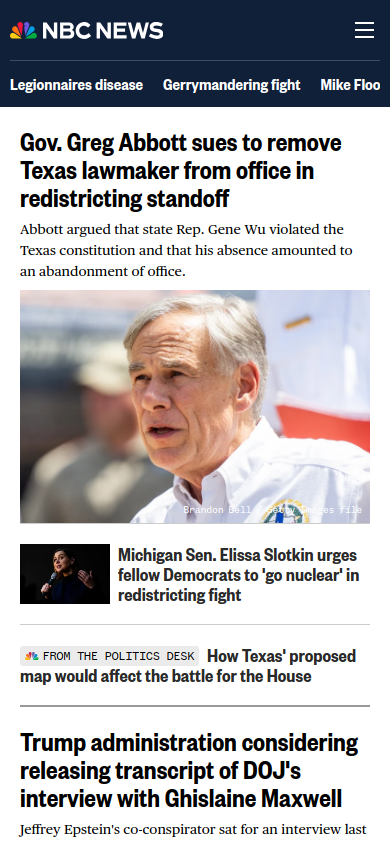 NBC NEWS
Legionnaires disease Gerrymandering fight Mike Floo
Gov. Greg Abbott sues to remove
Texas lawmaker from office in
redistricting standoff
Abbott argued that state Rep. Gene Wu violated the
Texas constitution and that his absence amounted to
an abandonment of office.
Brandon Bell / Getty Images file
Michigan Sen. Elissa Slotkin urges
fellow Democrats to 'go nuclear' in
redistricting fight
FROM THE POLITICS DESK How Texas' proposed
map would affect the battle for the House
Trump administration considering
releasing transcript of DOJ's
interview with Ghislaine Maxwell
Jeffrey Epstein's co-conspirator sat for an interview last